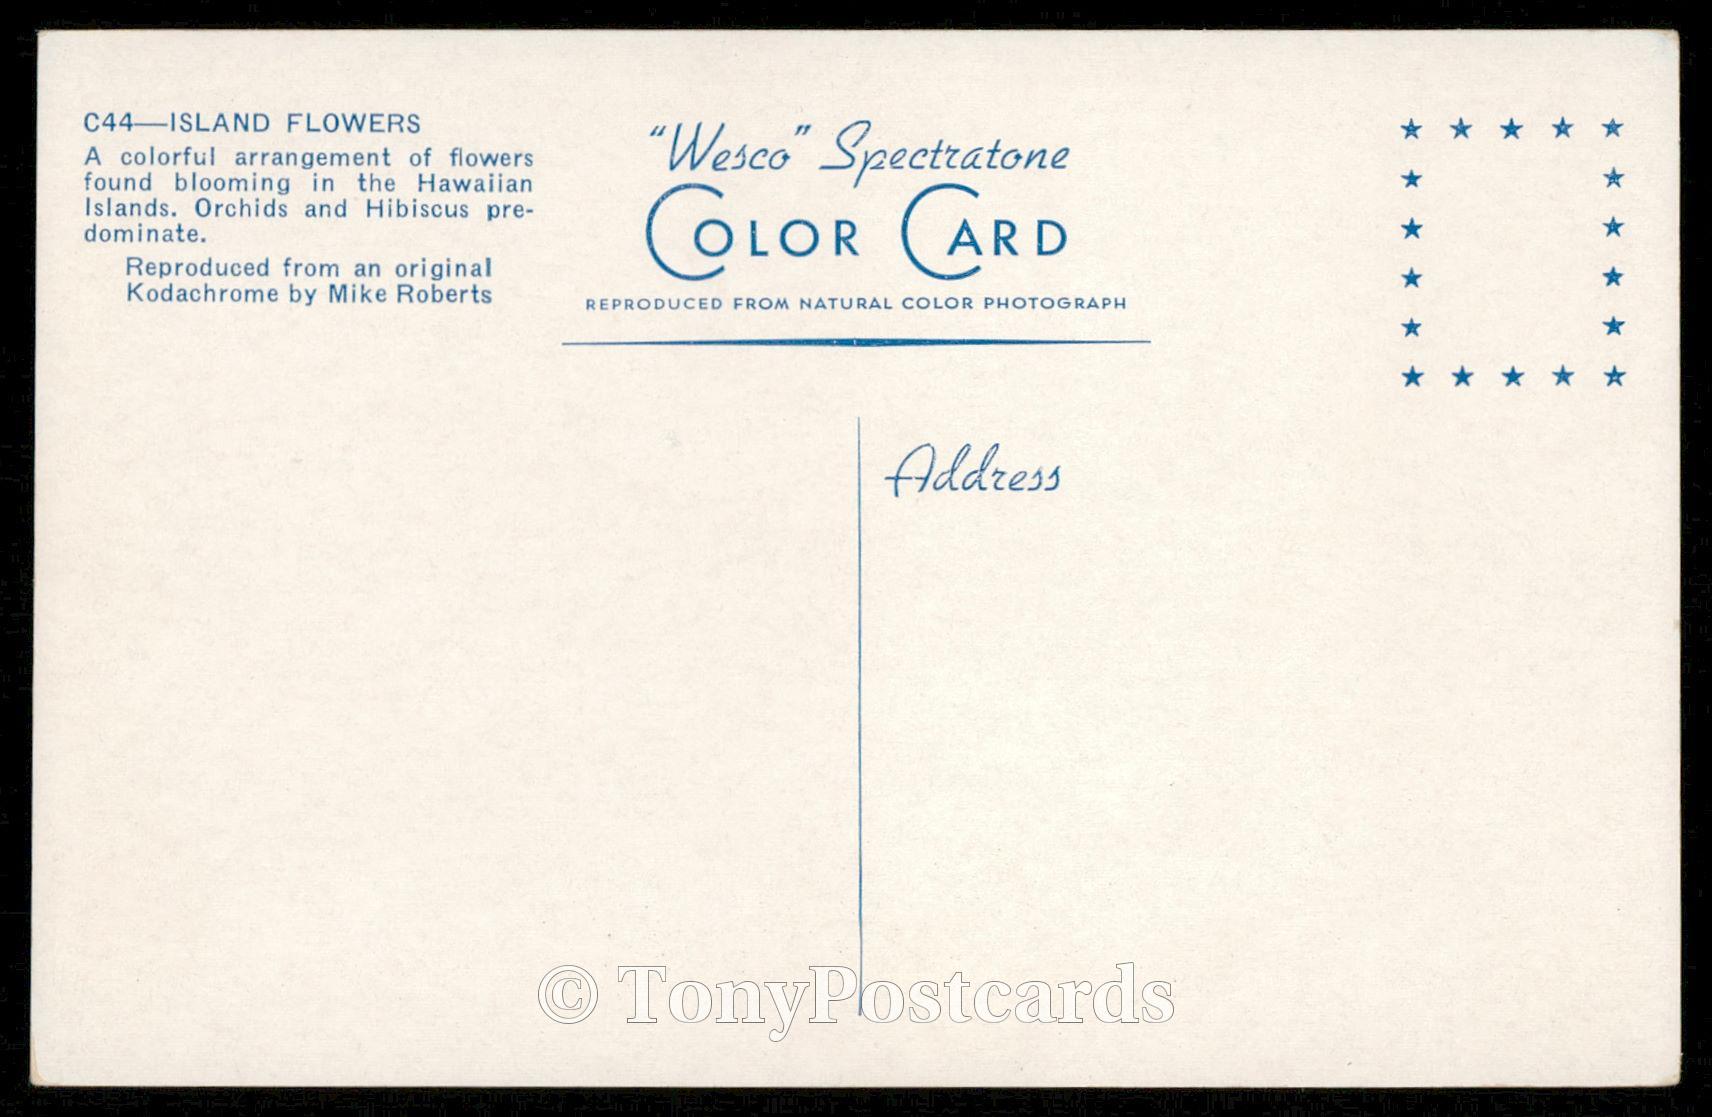 C44—ISLAND FLOWERS
A colorful arrangement of flowers
found blooming in the Hawaiian
Islands. Orchids and Hibiscus pre-
dominate.
Reproduced from an original
Kodachrome by Mike Roberts
"Wesco" Spectratone
COLOR CARD
REPRODUCED FROM NATURAL COLOR PHOTOGRAPH
Address
© TonyPostcards